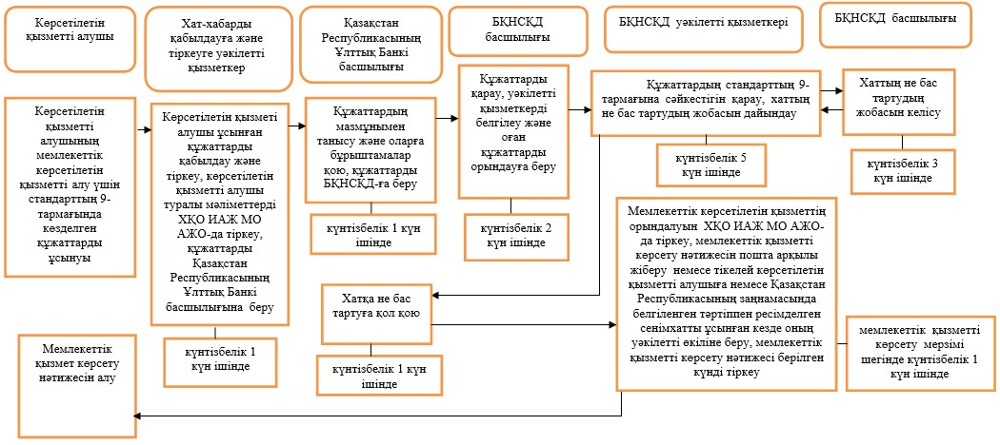 Көрсетілетін
қызметті алушы
Хат-хабарды
қабылдауға және
тіркеуге уәкілетті
қызметкер
Қазақстан
Республикасының
Ұлттық Банкі
басшылығы
БҚНСҚД
басшылығы
БҚНСҚД уәкілетті қызметкері
БҚНСҚД басшылығы
Көрсетілетін
қызметті
алушының
мемлекеттік
көрсетілетін
қызметті алу үшін
стандарттың 9-
тармағында
көзделген
құжаттарды
ұсынуы
Көрсетілетін қызметі
алушы ұсынған
құжаттарды
қабылдау және
тіркеу, көрсетілетін
қызметті алушы
туралы мәліметтерді
ХҚО ИАЖ МО
АЖО-да тіркеу,
құжаттарды
Қазақстан
Республикасының
Ұлттық Банкі
басшылығына беру
күнтізбелік 1
күн ішінде
Құжаттардың
мазмұнымен
танысу және оларға
бұрыштамалар
қою, құжаттарды
БҚНСҚД-ға беру
күнтізбелік 1 күн
ішінде
Құжаттарды
қарау, уәкілетті
қызметкерді
белгілеу және
оған
құжаттарды
орындауға беру
күнтізбелік 2
күн ішінде
Құжаттардың стандарттың 9-
тармағына сәйкестігін қарау, хаттың
не бас тартудың жобасын дайындау
күнтізбелік 5
күн ішінде
Хаттың
не бас
тартудың
жобасын келісу
күнтізбелік 3
күн ішінде
Хатқа не бас
тартуға қол қою
күнтізбелік 1 күн
ішінде
Мемлекеттік көрсетілетін қызметтің
орындалуын ХҚО ИАЖ МО АЖО-
да тіркеу, мемлекеттік қызметті
көрсету нәтижесін пошта арқылы
жіберу немесе тікелей көрсетілетін
қызметті алушыға немесе Қазақстан
Республикасының заңнамасында
белгіленген тәртіппен ресімделген
сенімхатты ұсынған кезде оның
уәкілетті өкіліне беру, мемлекеттік
қызметті көрсету нәтижесі берілген
күнді тіркеу
мемлекеттік қызметті
көрсету мерзімі
шегінде күнтізбелік 1
күн ішінде
Мемлекеттік
қызмет көрсету
нәтижесін алу